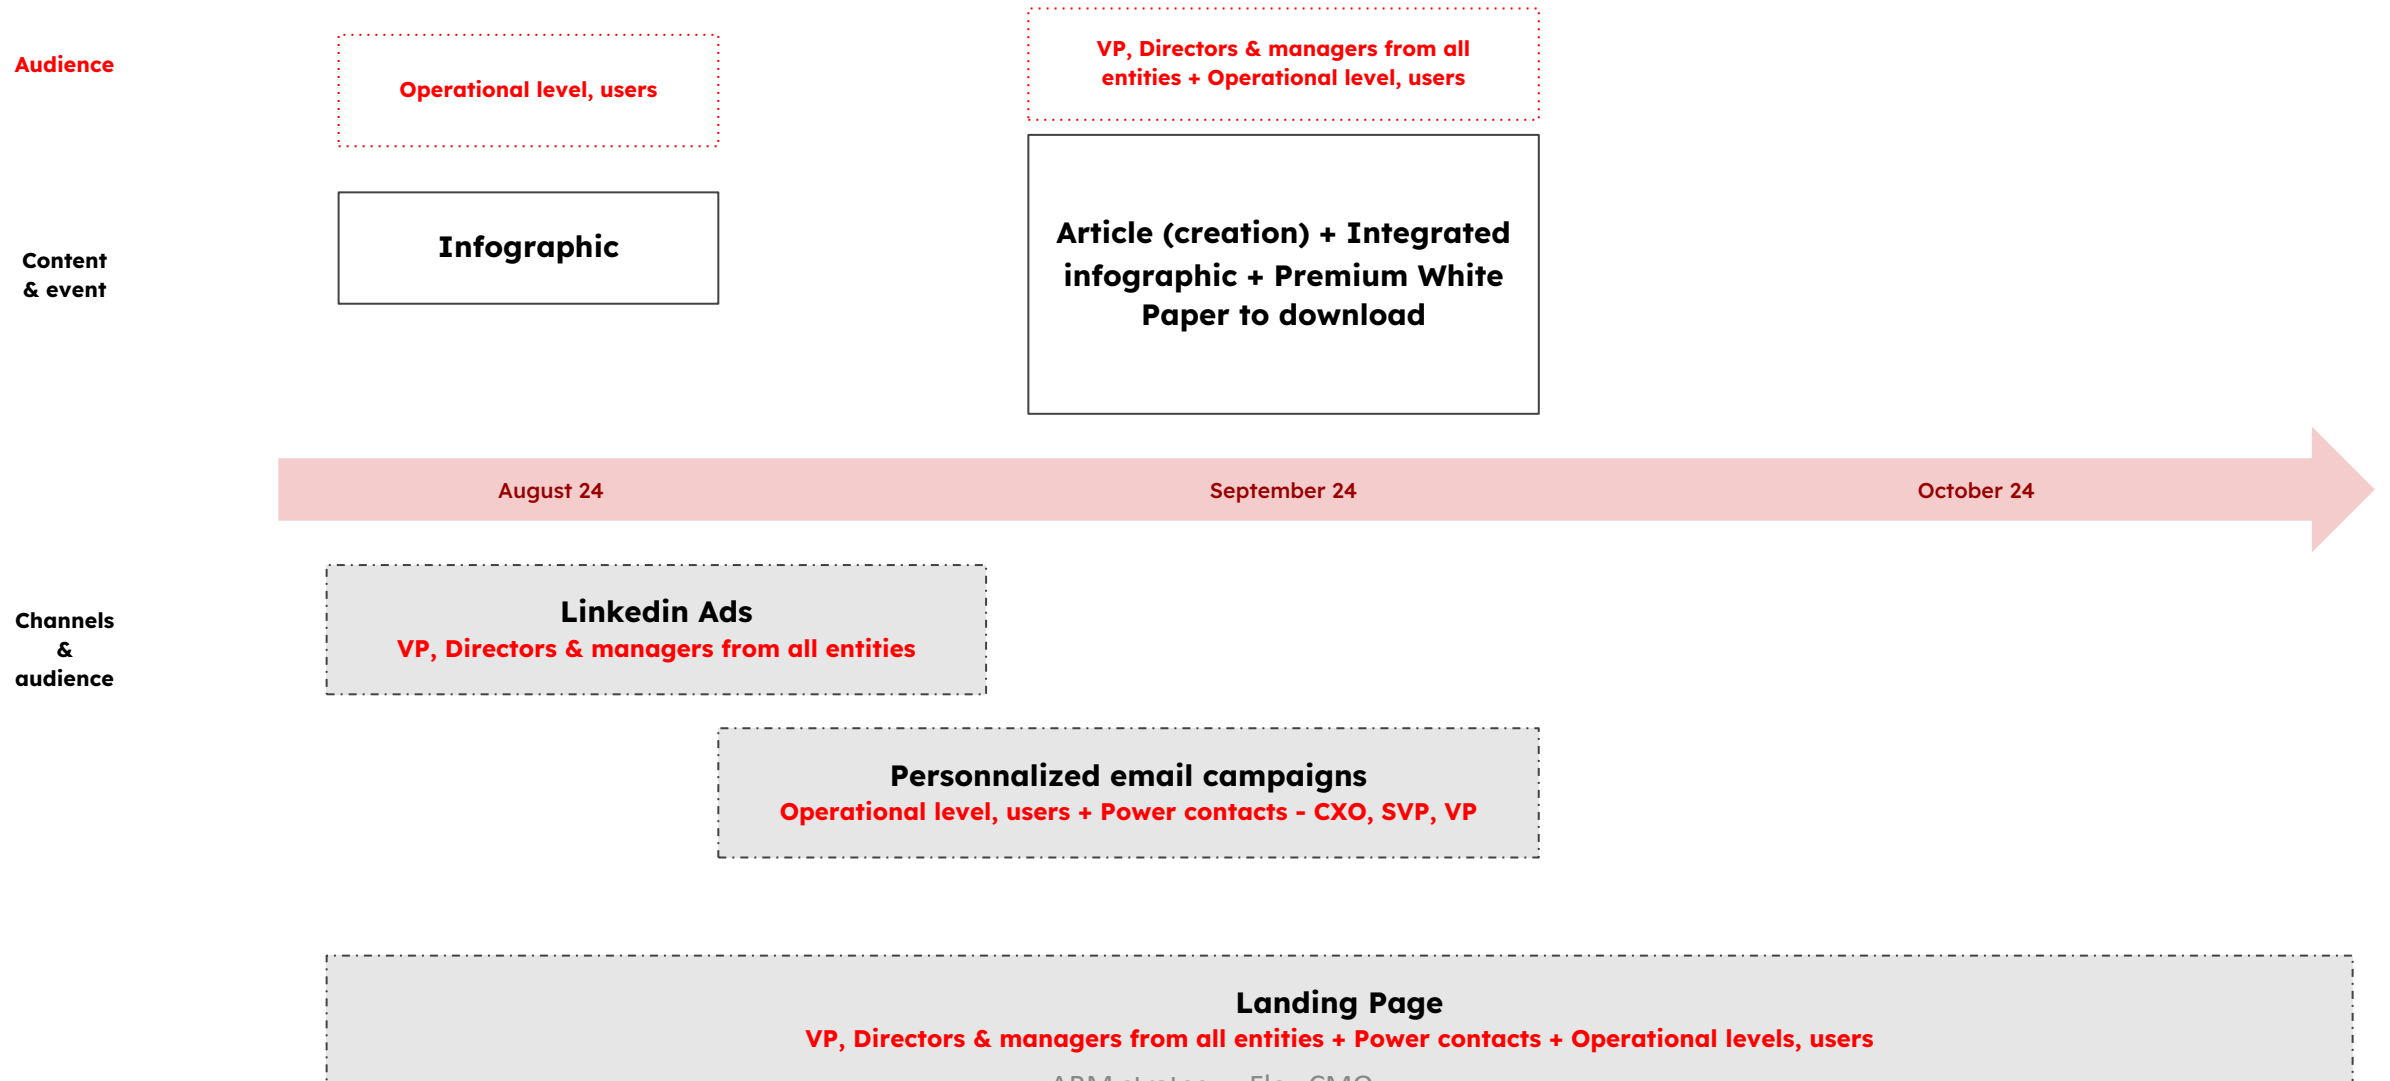 Audience
Operational level, users
VP, Directors & managers from all
entities + Operational level, users
Content
& event
Infographic
Article (creation) + Integrated
infographic + Premium White
Paper to download
August 24
September 24
October 24
Channels
&
audience
Linkedin Ads
VP, Directors & managers from all entities
Personnalized email campaigns
Operational level, users + Power contacts - CXO, SVP, VP
Landing Page
VP, Directors & managers from all entities + Power contacts + Operational levels, users